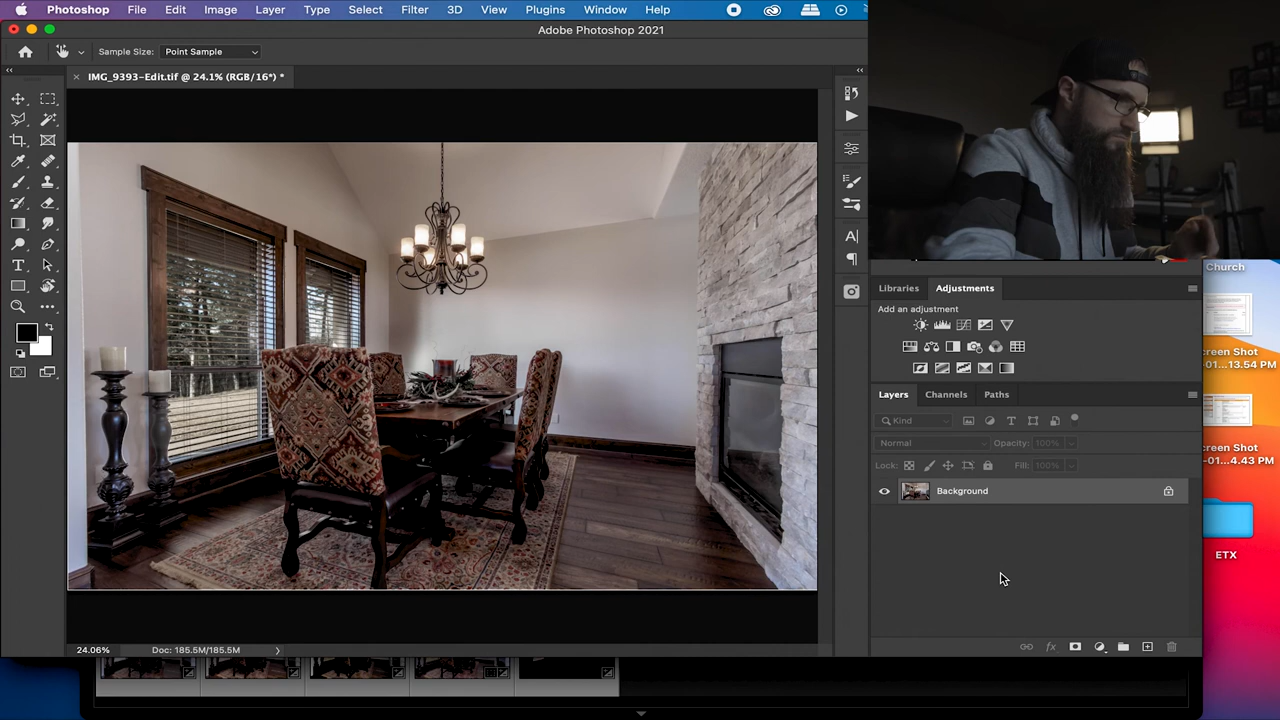 Photoshop File Edit Image Layer Type Select Filter 3D View Plugins Window Help
Adobe Photoshop 2021
Sample Size: Point Sample
IMG_9393-Edit.tif @ 24.1% (RGB/16*) *
Church
Libraries Adjustments
Add an adjustment
creen Shot
-01...13.54 PM
Layers Channels Paths
Kind
Normal Opacity: 100%
creen Shot
-01...4.43 PM
Lock: Fill: 100%
Background
ETX
24.06% Doc: 185.5M/185.5M